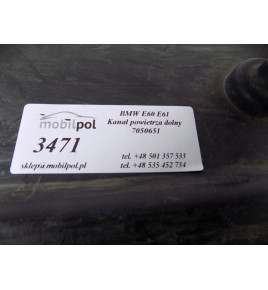 mobilpol
3471
sklep@mobilpol.pl
BMW E60 E61
Kanał powietrza dolny
7050651
tel. +48 501 357 533
tel. +48 535 452 734